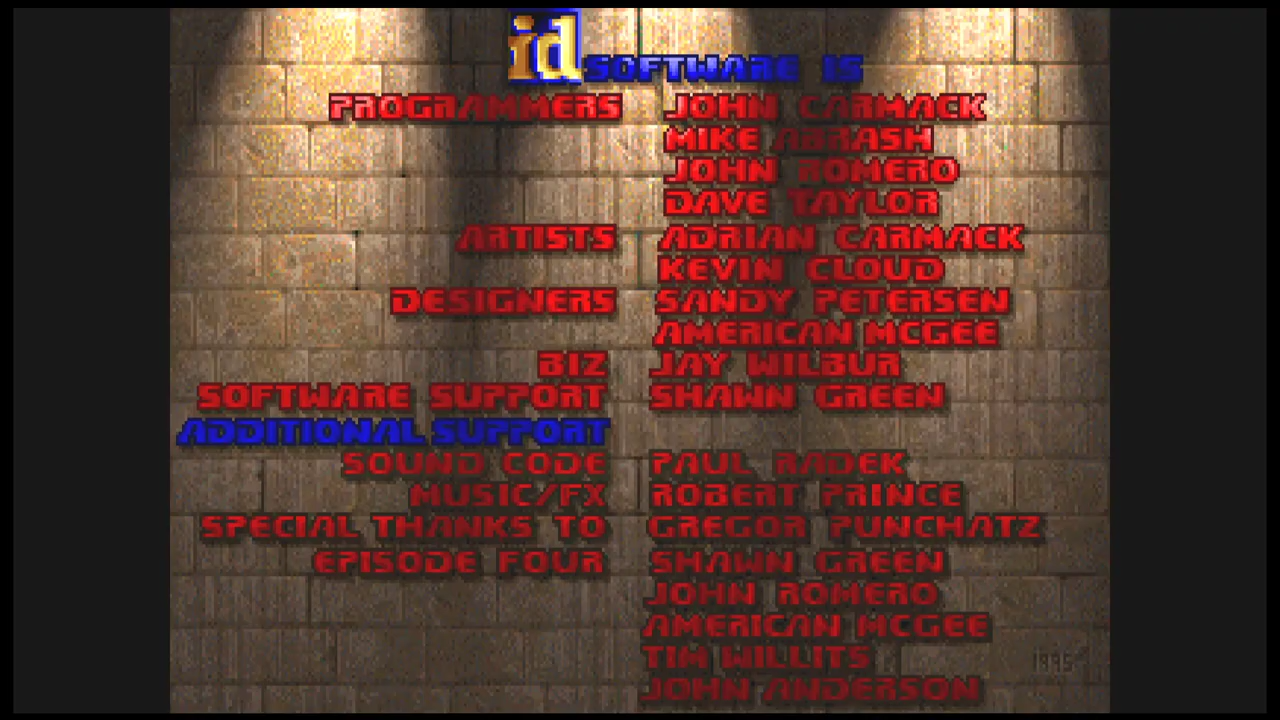 id SOFTWARE IS
PROGRAMMERS JOHN CARMACK
MIKE ABRASH
JOHN ROMERO
DAVE TAYLOR
ARTISTS ADRIAN CARMACK
KEVIN CLOUD
DESIGNERS SANDY PETERSEN
AMERICAN MCGEE
BIZ JAY WILBUR
SOFTWARE SUPPORT SHAWN GREEN
ADDITIONAL SUPPORT
SOUND CODE PAUL RADEK
MUSIC/FX ROBERT PRINCE
SPECIAL THANKS TO GREGOR PUNCHATZ
EPISODE FOUR SHAWN GREEN
JOHN ROMERO
AMERICAN MCGEE
TIM WILLITS
1995
JOHN ANDERSON